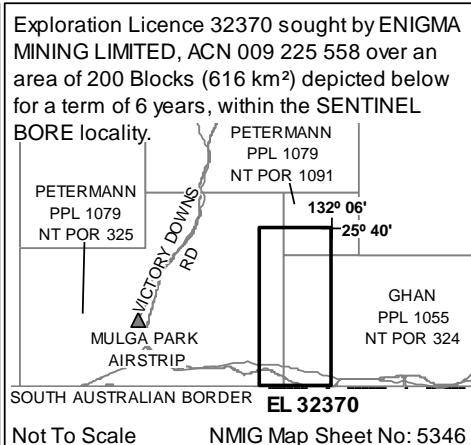 Exploration Licence 32370 sought by ENIGMA
MINING LIMITED, ACN 009 225 558 over an
area of 200 Blocks (616 km²) depicted below
for a term of 6 years, within the SENTINEL
BORE locality.
PETERMANN
PPL 1079
NT POR 1091
PETERMANN
PPL 1079
NT POR 325
VICTORY DOWNS
RD
132º 06'
25º 40'
GHAN
PPL 1055
NT POR 324
MULGA PARK
AIRSTRIP
SOUTH AUSTRALIAN BORDER
EL 32370
Not To Scale
NMIG Map Sheet No: 5346